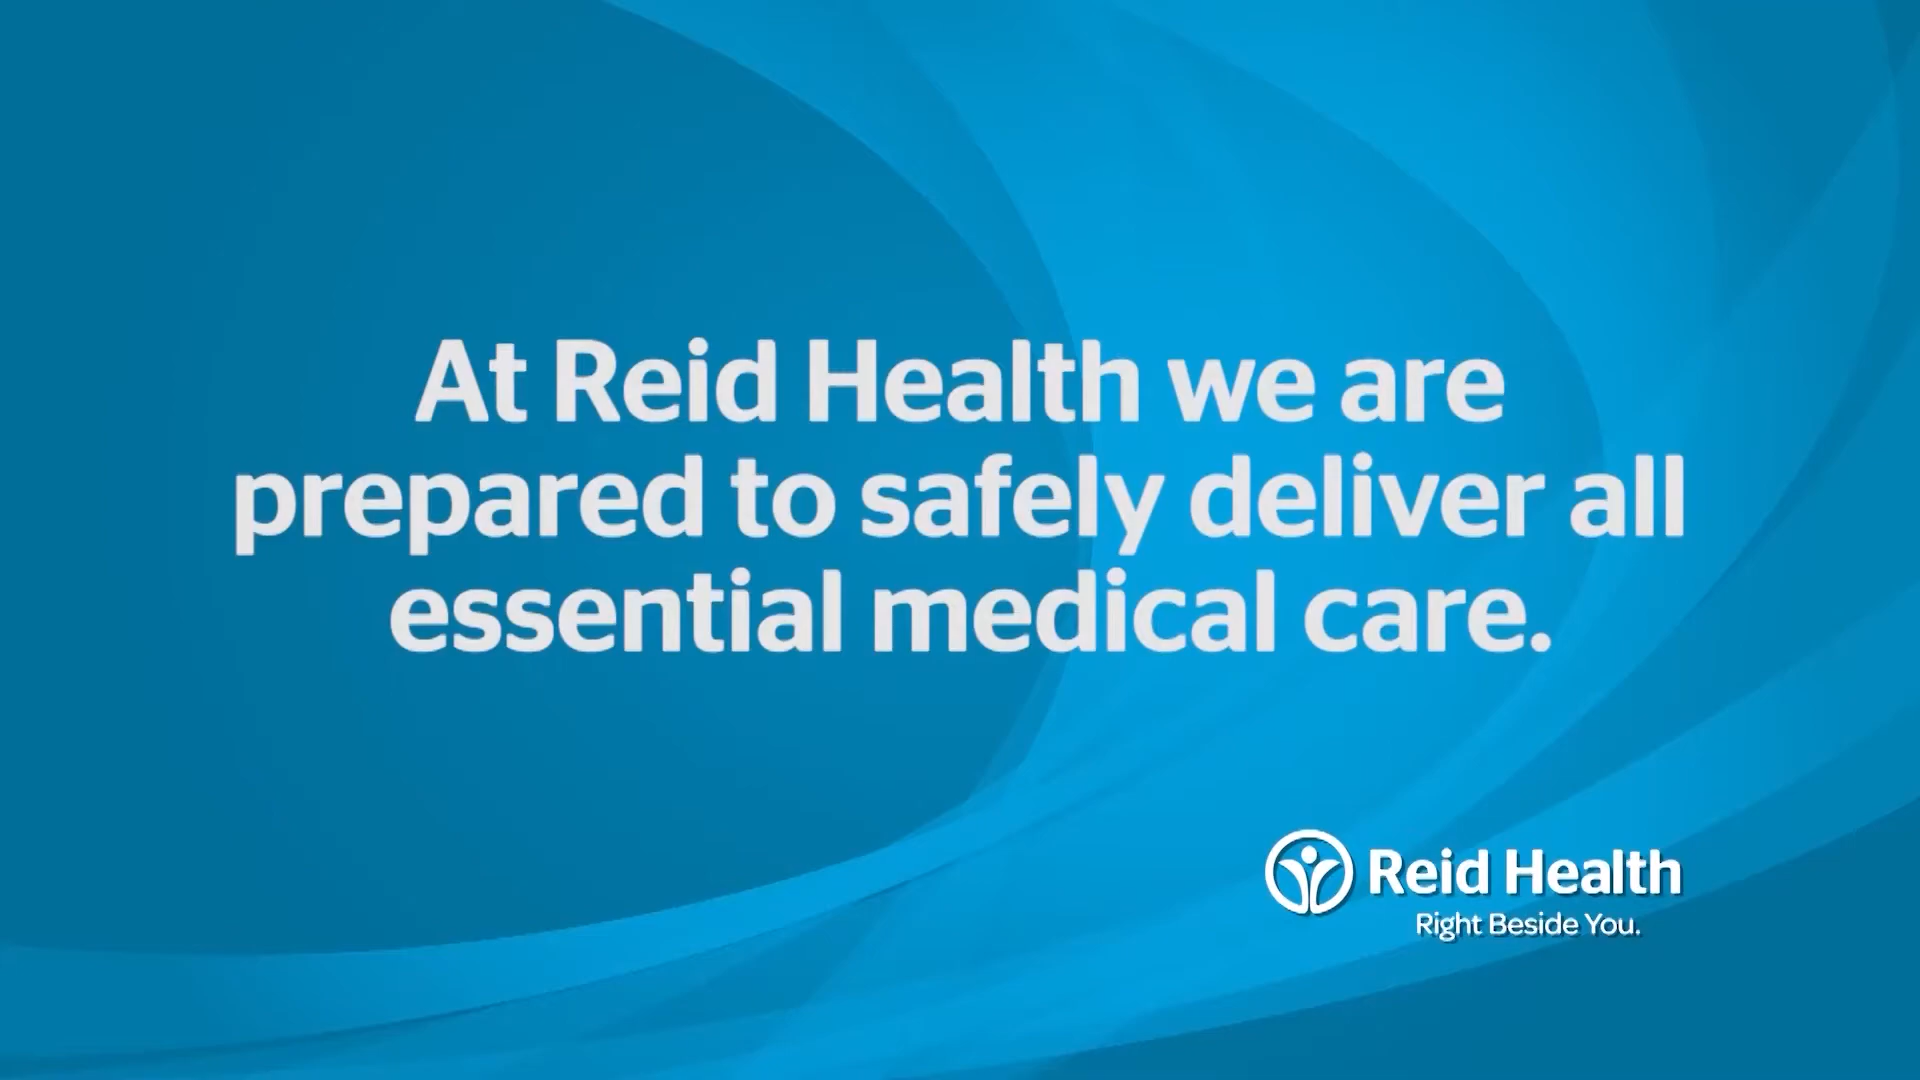 At Reid Health we are
prepared to safely deliver all
essential medical care.
Reid Health
Right Beside You.